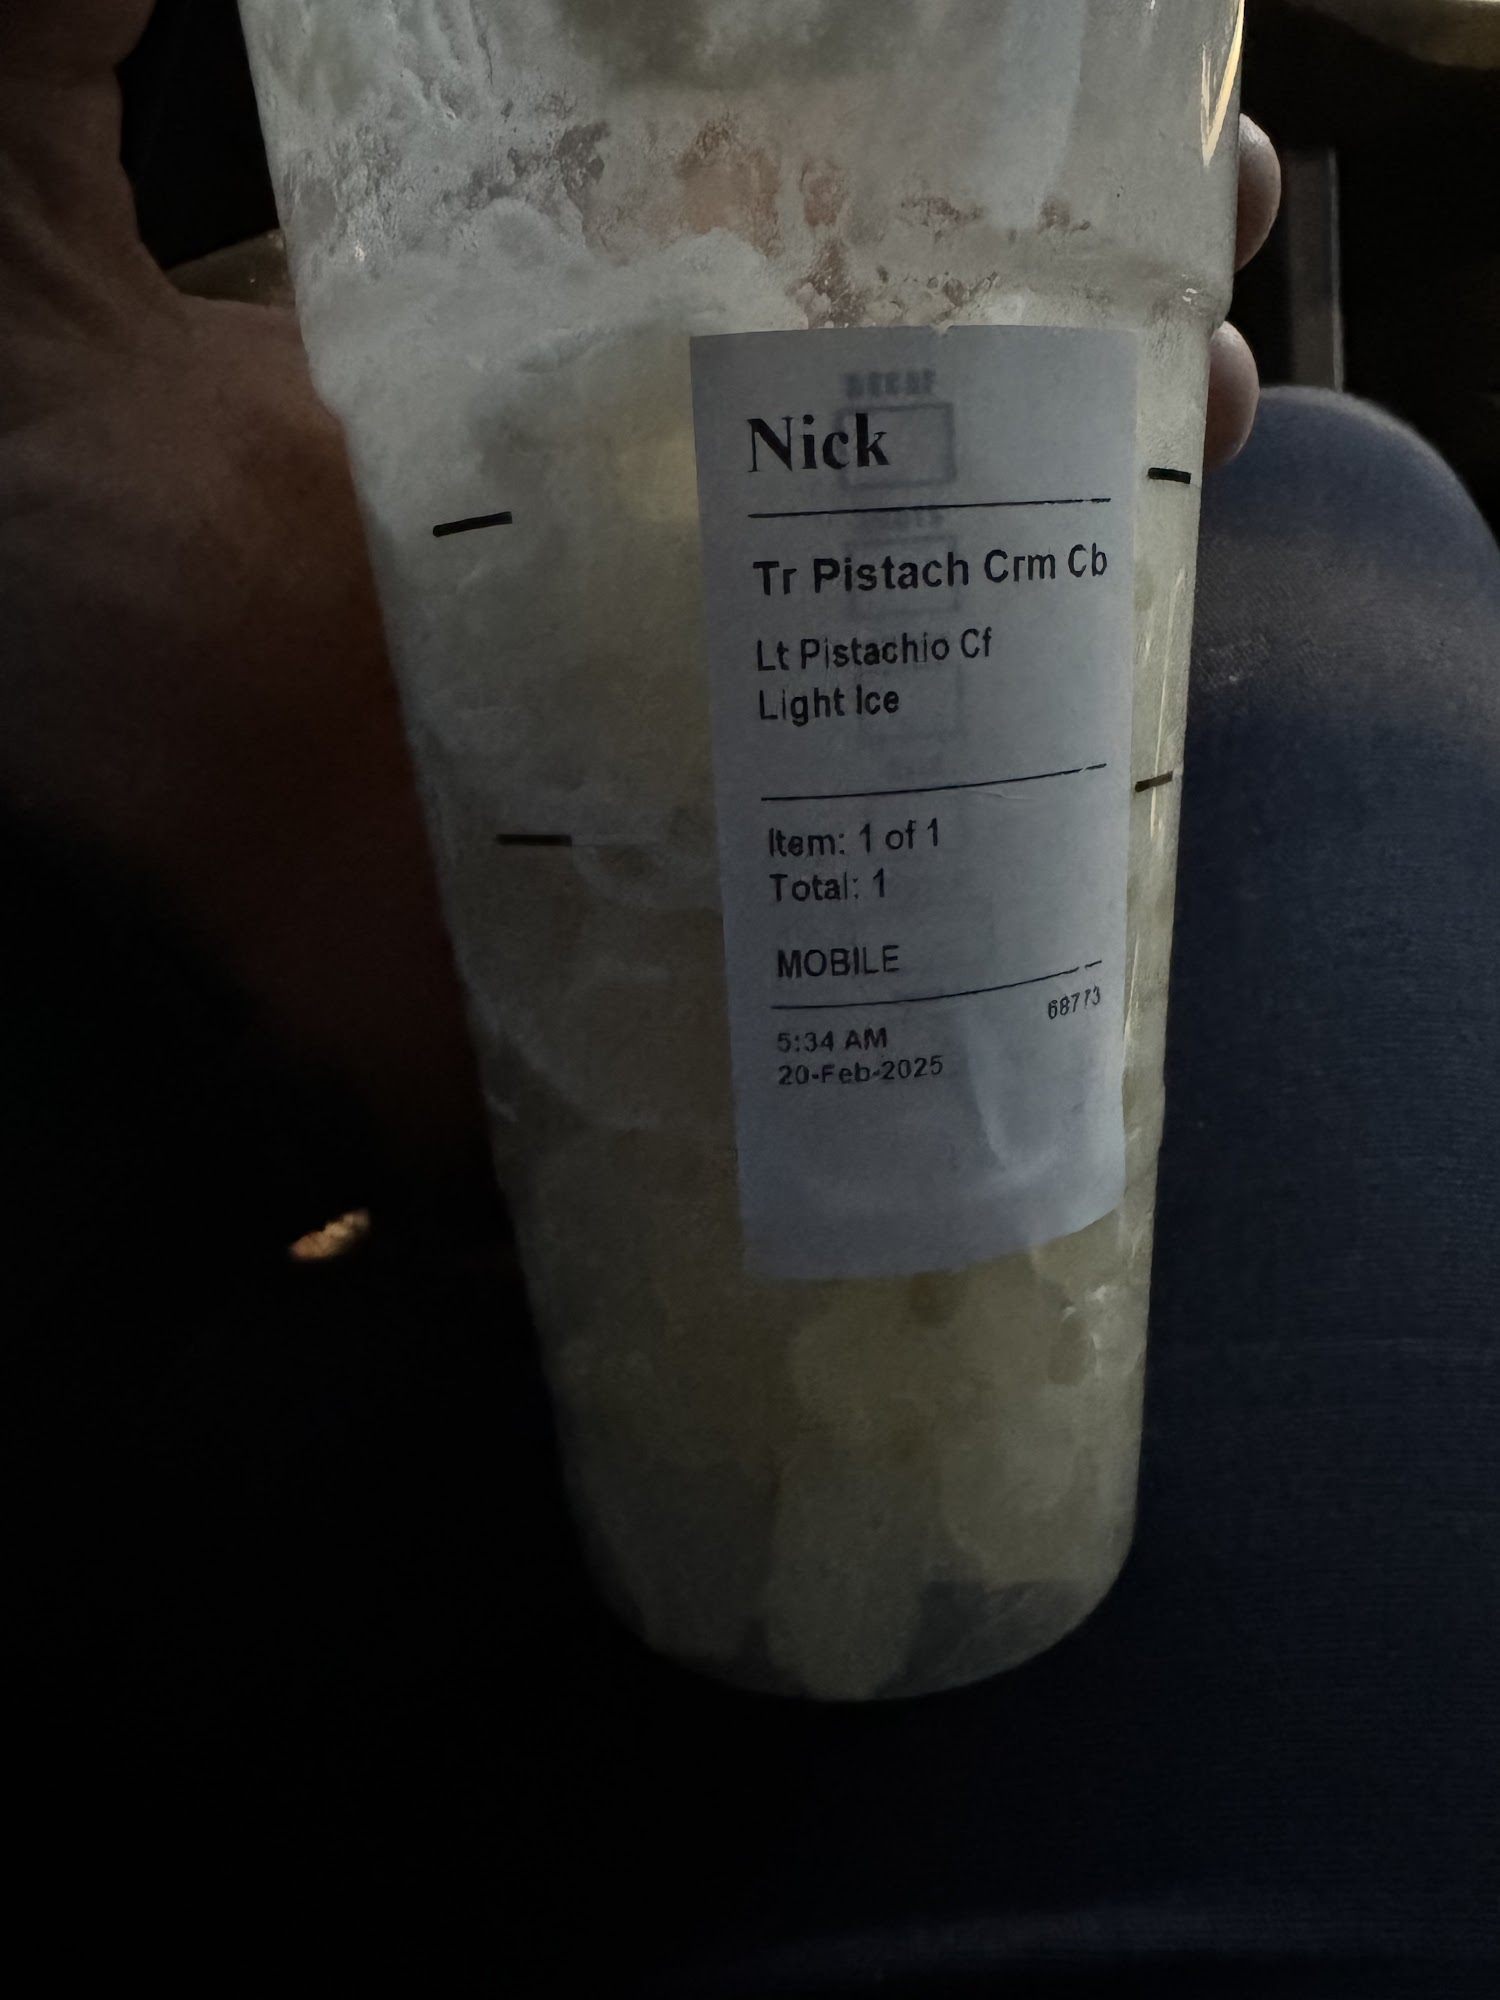 DECAF
Nick
Tr Pistach Crm Cb
Lt Pistachio Cf
Light Ice
Item: 1 of 1
Total: 1
MOBILE
68773
5:34 AM
20-Feb-2025